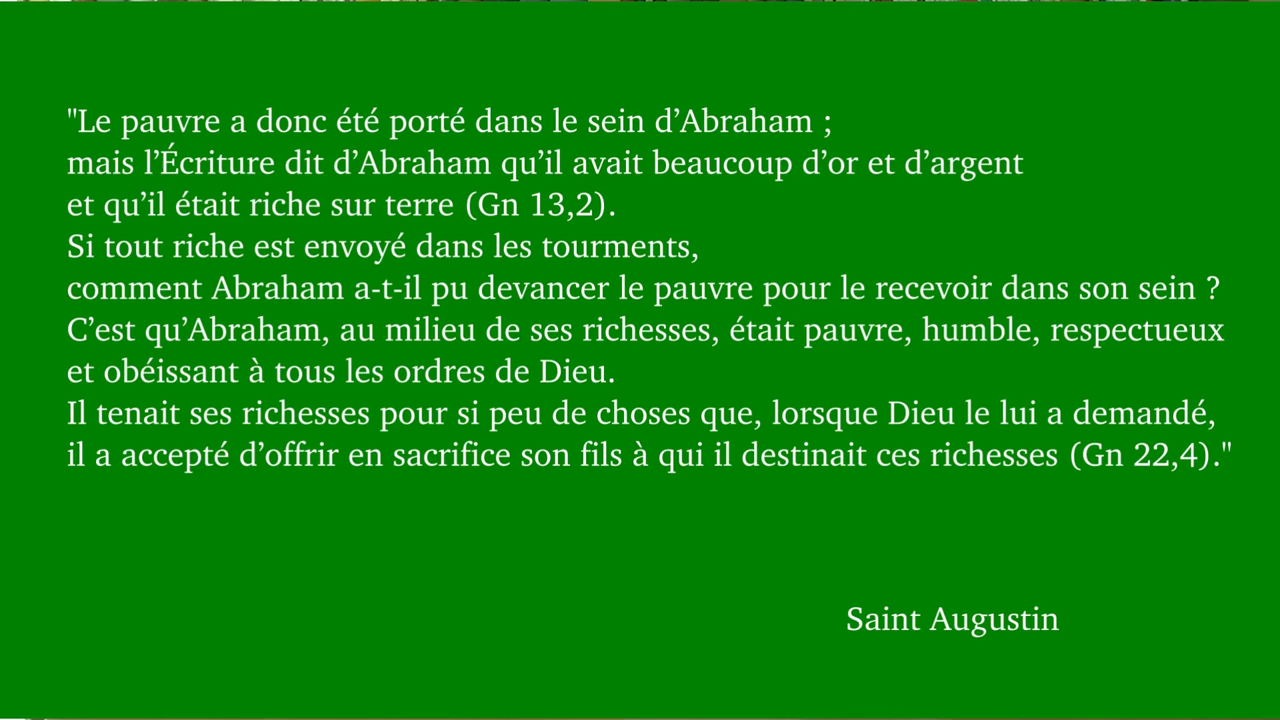 "Le pauvre a donc été porté dans le sein d’Abraham ;
mais l’Écriture dit d’Abraham qu’il avait beaucoup d’or et d’argent
et qu’il était riche sur terre (Gn 13,2).
Si tout riche est envoyé dans les tourments,
comment Abraham a-t-il pu devancer le pauvre pour le recevoir dans son sein ?
C’est qu’Abraham, au milieu de ses richesses, était pauvre, humble, respectueux
et obéissant à tous les ordres de Dieu.
Il tenait ses richesses pour si peu de choses que, lorsque Dieu le lui a demandé,
il a accepté d’offrir en sacrifice son fils à qui il destinait ces richesses (Gn 22,4)."
Saint Augustin